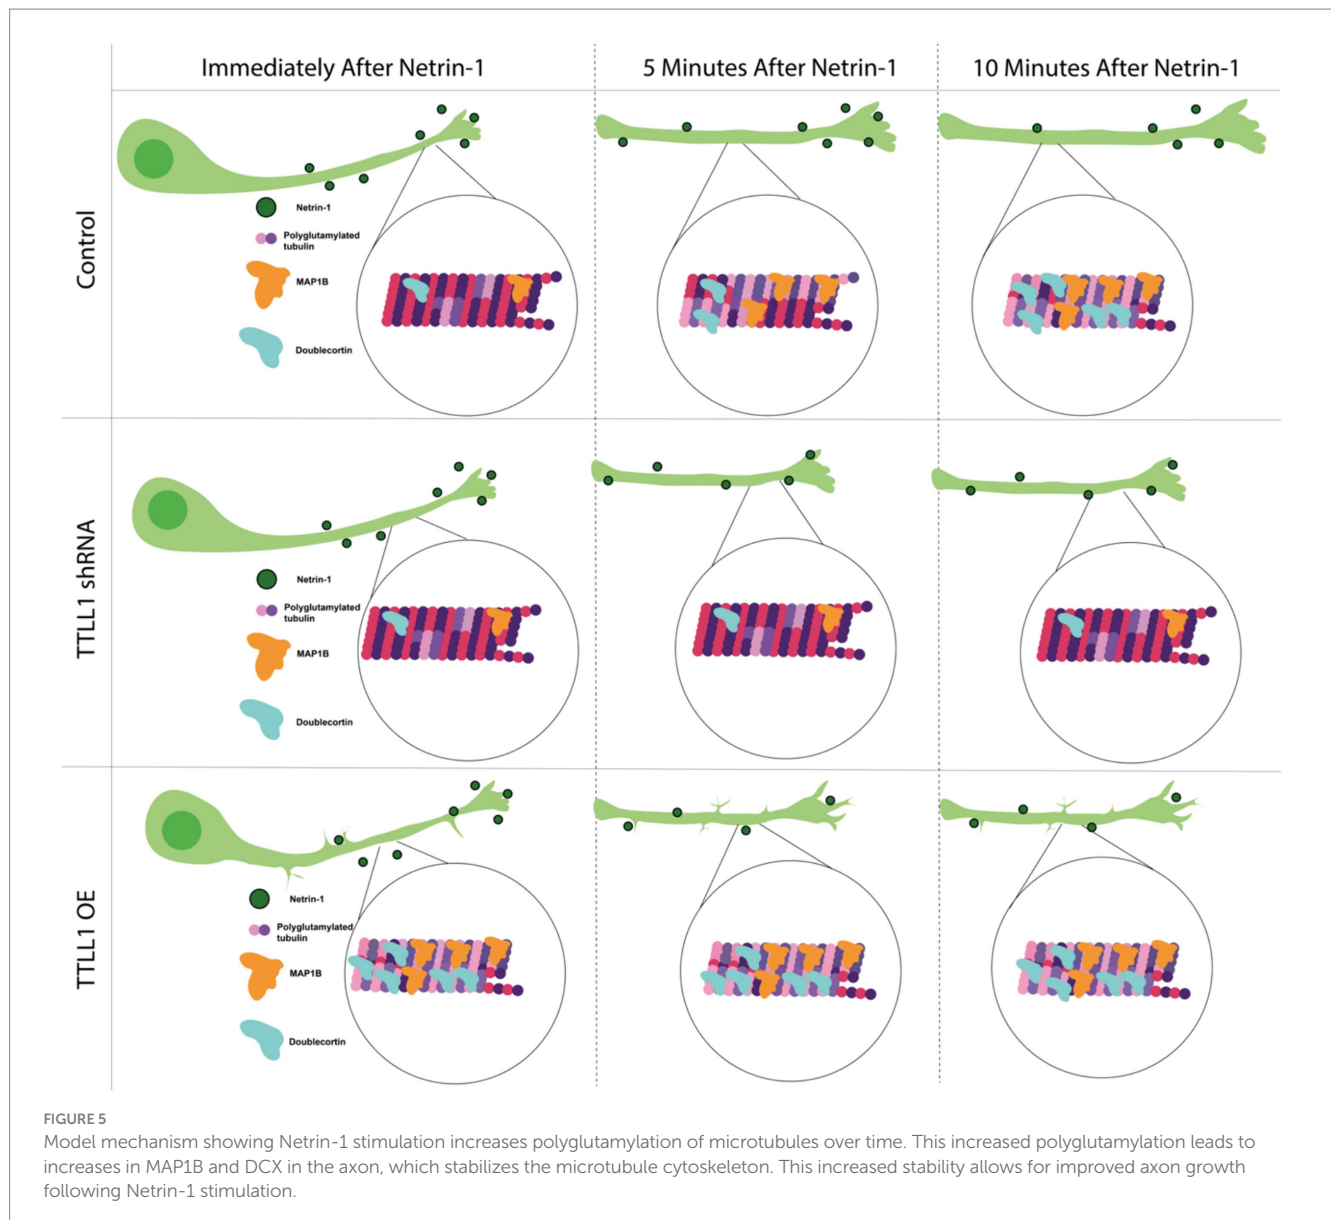 Immediately After Netrin-1
5 Minutes After Netrin-1
10 Minutes After Netrin-1
Control
Netrin-1
Polyglutamylated
tubulin
MAP1B
Doublecortin
TTLL1 shRNA
Netrin-1
Polyglutamylated
tubulin
MAP1B
Doublecortin
TTLL1 OE
Netrin-1
Polyglutamylated
tubulin
MAP1B
Doublecortin
FIGURE 5
Model mechanism showing Netrin-1 stimulation increases polyglutamylation of microtubules over time. This increased polyglutamylation leads to
increases in MAP1B and DCX in the axon, which stabilizes the microtubule cytoskeleton. This increased stability allows for improved axon growth
following Netrin-1 stimulation.